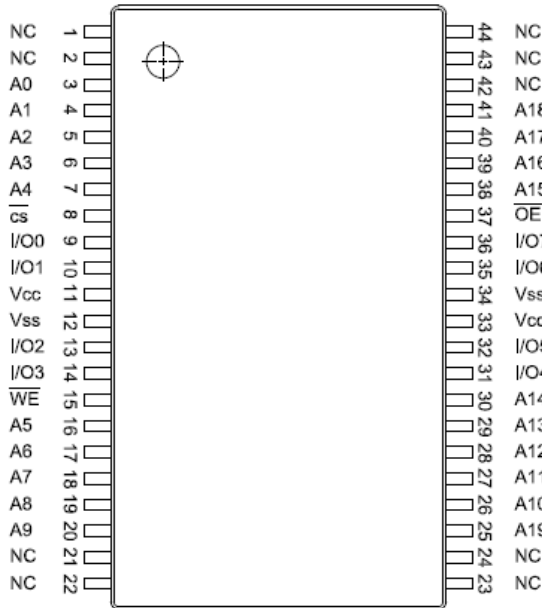 NC 1 44 NC
NC 2 43 NC
A0 3 42 NC
A1 4 41 A18
A2 5 40 A17
A3 6 39 A16
A4 7 38 A15
cs 8 37 OE
I/O0 9 36 I/O7
I/O1 10 35 I/O6
Vcc 11 34 Vss
Vss 12 33 Vcc
I/O2 13 32 I/O5
I/O3 14 31 I/O4
WE 15 30 A14
A5 16 29 A13
A6 17 28 A12
A7 18 27 A11
A8 19 26 A10
A9 20 25 A19
NC 21 24 NC
NC 22 23 NC